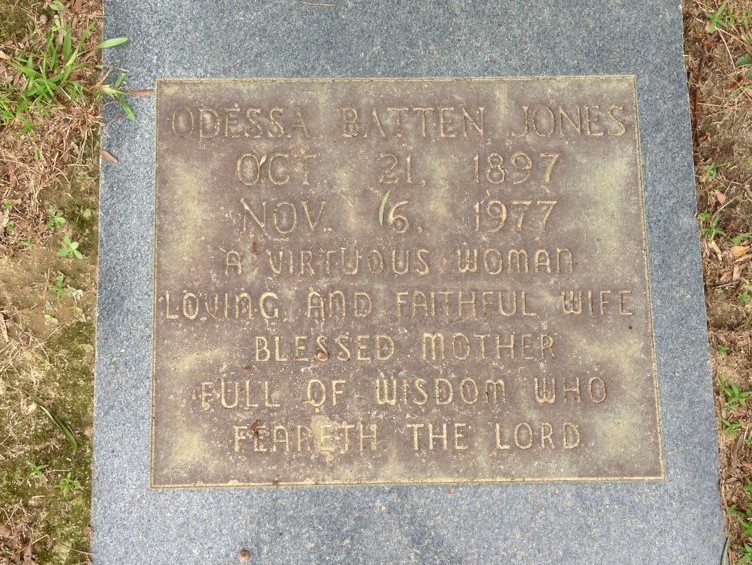 ODESSA BATTEN JONES
OCT. 21, 1897
NOV. 6, 1977
A VIRTUOUS WOMAN
LOVING AND FAITHFUL WIFE
BLESSED MOTHER
FULL OF WISDOM WHO
FEARETH THE LORD